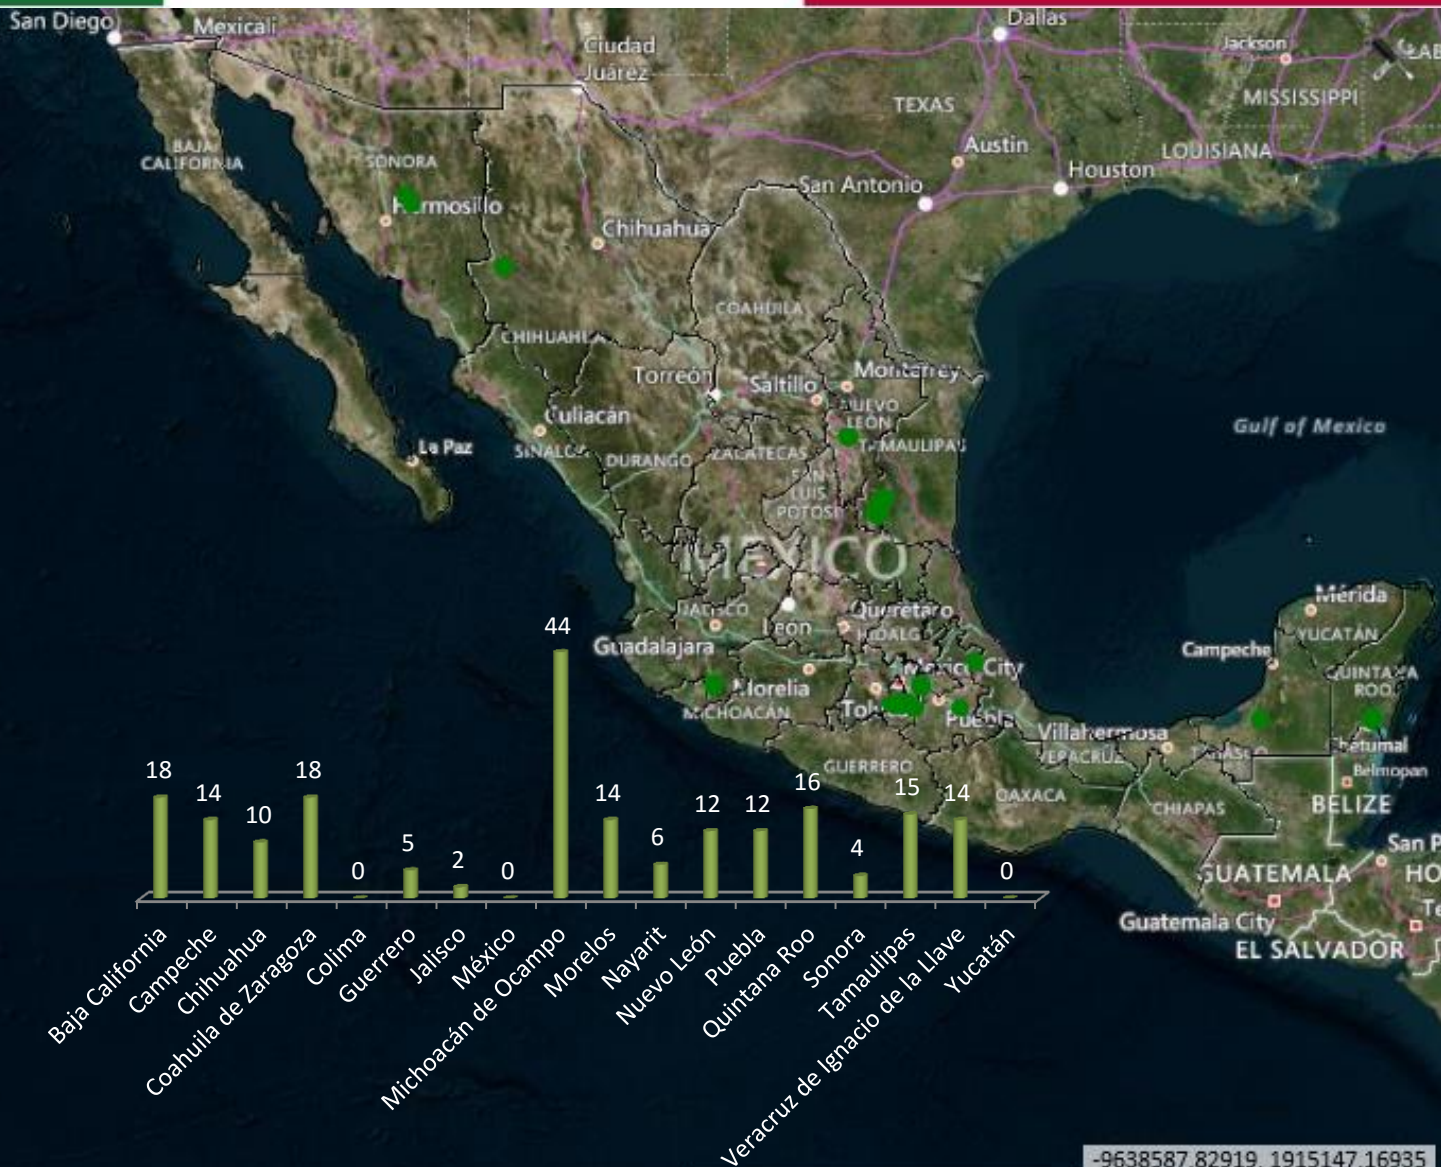 San Diego
Mexicali
Ciudad
Juárez
Dallas
Jackson
TEXAS
MISSISSIPPI
BAJA
CALIFORNIA
SONORA
Austin
LOUISIANA
San Antonio
Houston
Hermosillo
Chihuahua
COAHUILA
CHIHUAHUA
Torreón
Saltillo
Monterrey
Culiacán
NUEVO
LEÓN
Gulf of Mexico
La Paz
SINALOA
DURANGO
ZACATECAS
TAMAULIPAS
SAN
LUIS
POTOSÍ
MEXICO
Mérida
JALISCO
Leon
Querétaro
HIDALGO
YUCATÁN
Guadalajara
Campeche
Mexico City
QUINTANA
ROO
Morelia
MICHOACÁN
Toluca
Puebla
Villahermosa
VERACRUZ
TABASCO
Chetumal
Belmopan
GUERRERO
OAXACA
CHIAPAS
BELIZE
San P
GUATEMALA
HO
Guatemala City
Te
EL SALVADOR
18
14
10
18
0
5
2
0
44
14
6
12
12
16
4
15
14
0
Baja California
Campeche
Chihuahua
Coahuila de Zaragoza
Colima
Guerrero
Jalisco
México
Michoacán de Ocampo
Morelos
Nayarit
Nuevo León
Puebla
Quintana Roo
Sonora
Tamaulipas
Veracruz de Ignacio de la Llave
Yucatán
-9638587.82919, 1915147.16935